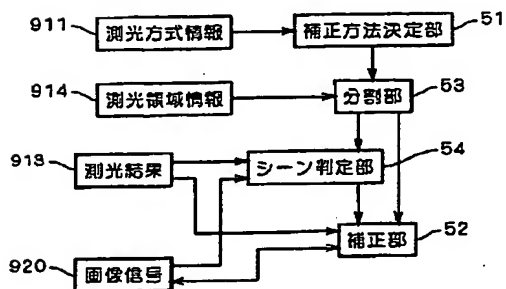 911
測光方式情報
補正方法決定部
51
914
測光領域情報
分割部
53
913
測光結果
シーン判定部
54
補正部
52
920
画像信号